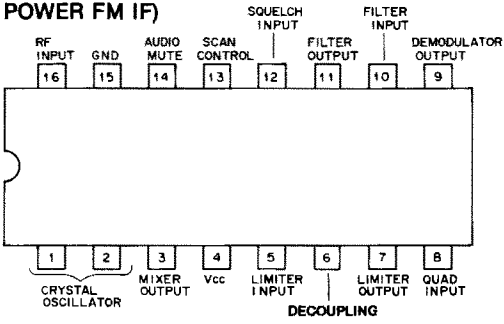 POWER FM IF)
SQUELCH INPUT
FILTER INPUT
RF INPUT
GND
AUDIO MUTE
SCAN CONTROL
FILTER OUTPUT
DEMODULATOR OUTPUT
16 15 14 13 12 11 10 9
1 2 3 4 5 6 7 8
CRYSTAL OSCILLATOR
MIXER OUTPUT
Vcc
LIMITER INPUT
DECOUPLING
LIMITER OUTPUT
QUAD INPUT